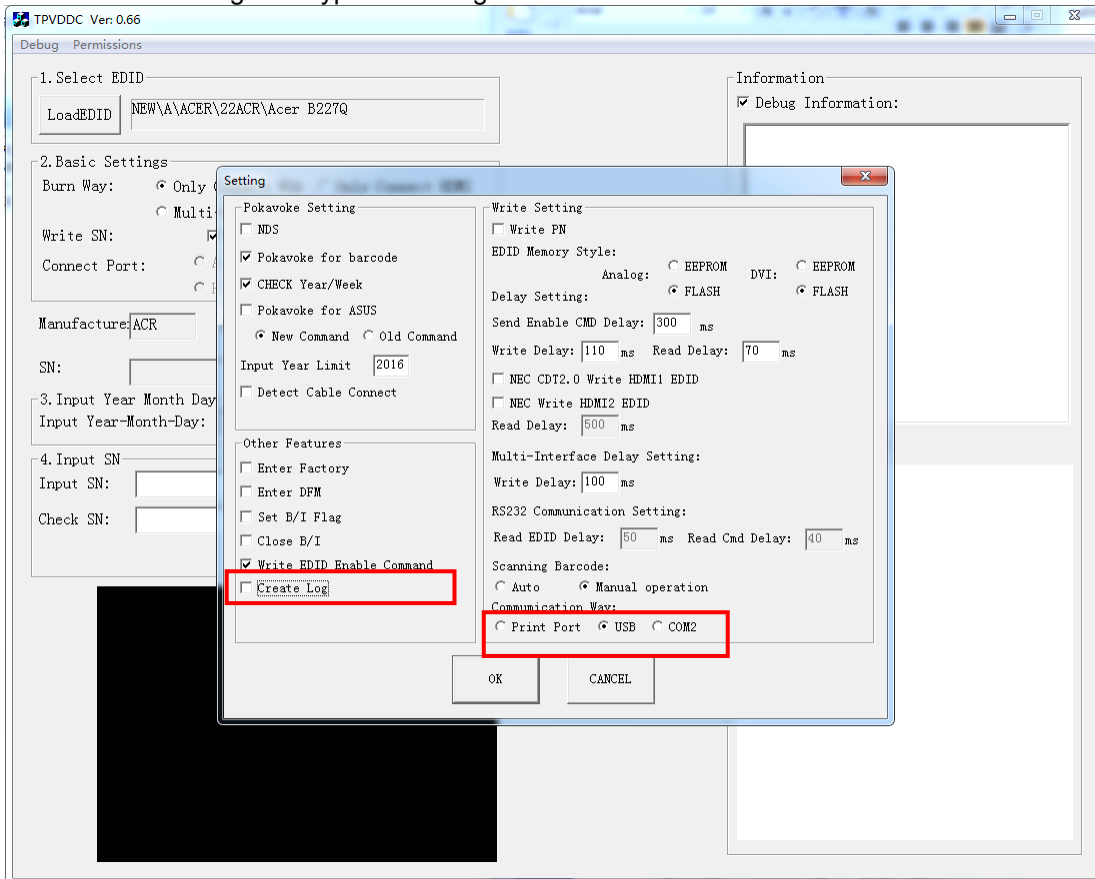 TPVDDC Ver: 0.66
Debug Permissions
1.Select EDID
LoadEDID NEW\A\ACER\22ACR\Acer B227Q
2.Basic Settings
Burn Way: Only
Multi-
Write SN:
Connect Port:
Manufacture: ACR
SN:
3.Input Year Month Day
Input Year-Month-Day:
4.Input SN
Input SN:
Check SN:
Information
Debug Information:
Setting
Pokavoke Setting
NDS
Pokavoke for barcode
CHECK Year/Week
Pokavoke for ASUS
New Command Old Command
Input Year Limit 2016
Detect Cable Connect
Other Features
Enter Factory
Enter DFM
Set B/I Flag
Close B/I
Write EDID Enable Command
Create Log
Write Setting
Write PN
EDID Memory Style:
Analog: EEPROM DVI: EEPROM
FLASH FLASH
Delay Setting:
Send Enable CMD Delay: 300 ms
Write Delay: 110 ms Read Delay: 70 ms
NEC CDT2.0 Write HDMI1 EDID
NEC Write HDMI2 EDID
Read Delay: 500 ms
Multi-Interface Delay Setting:
Write Delay: 100 ms
RS232 Communication Setting:
Read EDID Delay: 50 ms Read Cmd Delay: 40 ms
Scanning Barcode:
Auto Manual operation
Communication Way:
Print Port USB COM2
OK CANCEL